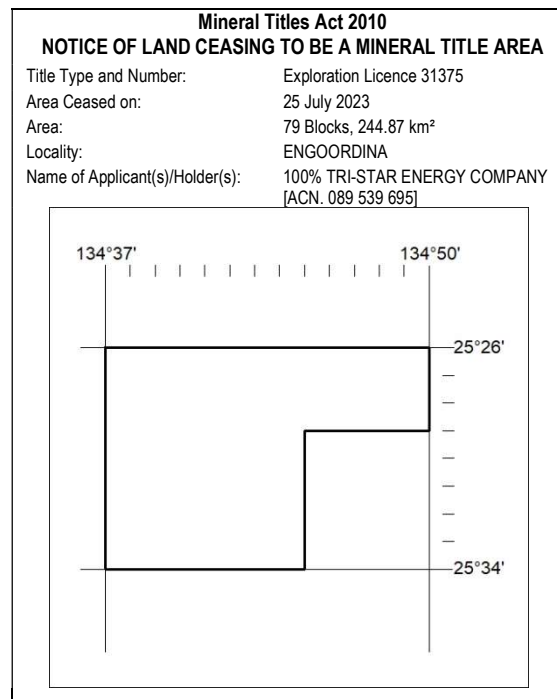 Mineral Titles Act 2010
NOTICE OF LAND CEASING TO BE A MINERAL TITLE AREA
Title Type and Number: Exploration Licence 31375
Area Ceased on: 25 July 2023
Area: 79 Blocks, 244.87 km²
Locality: ENGOORDINA
Name of Applicant(s)/Holder(s): 100% TRI-STAR ENERGY COMPANY
[ACN. 089 539 695]
134°37' 134°50'
25°26'
25°34'